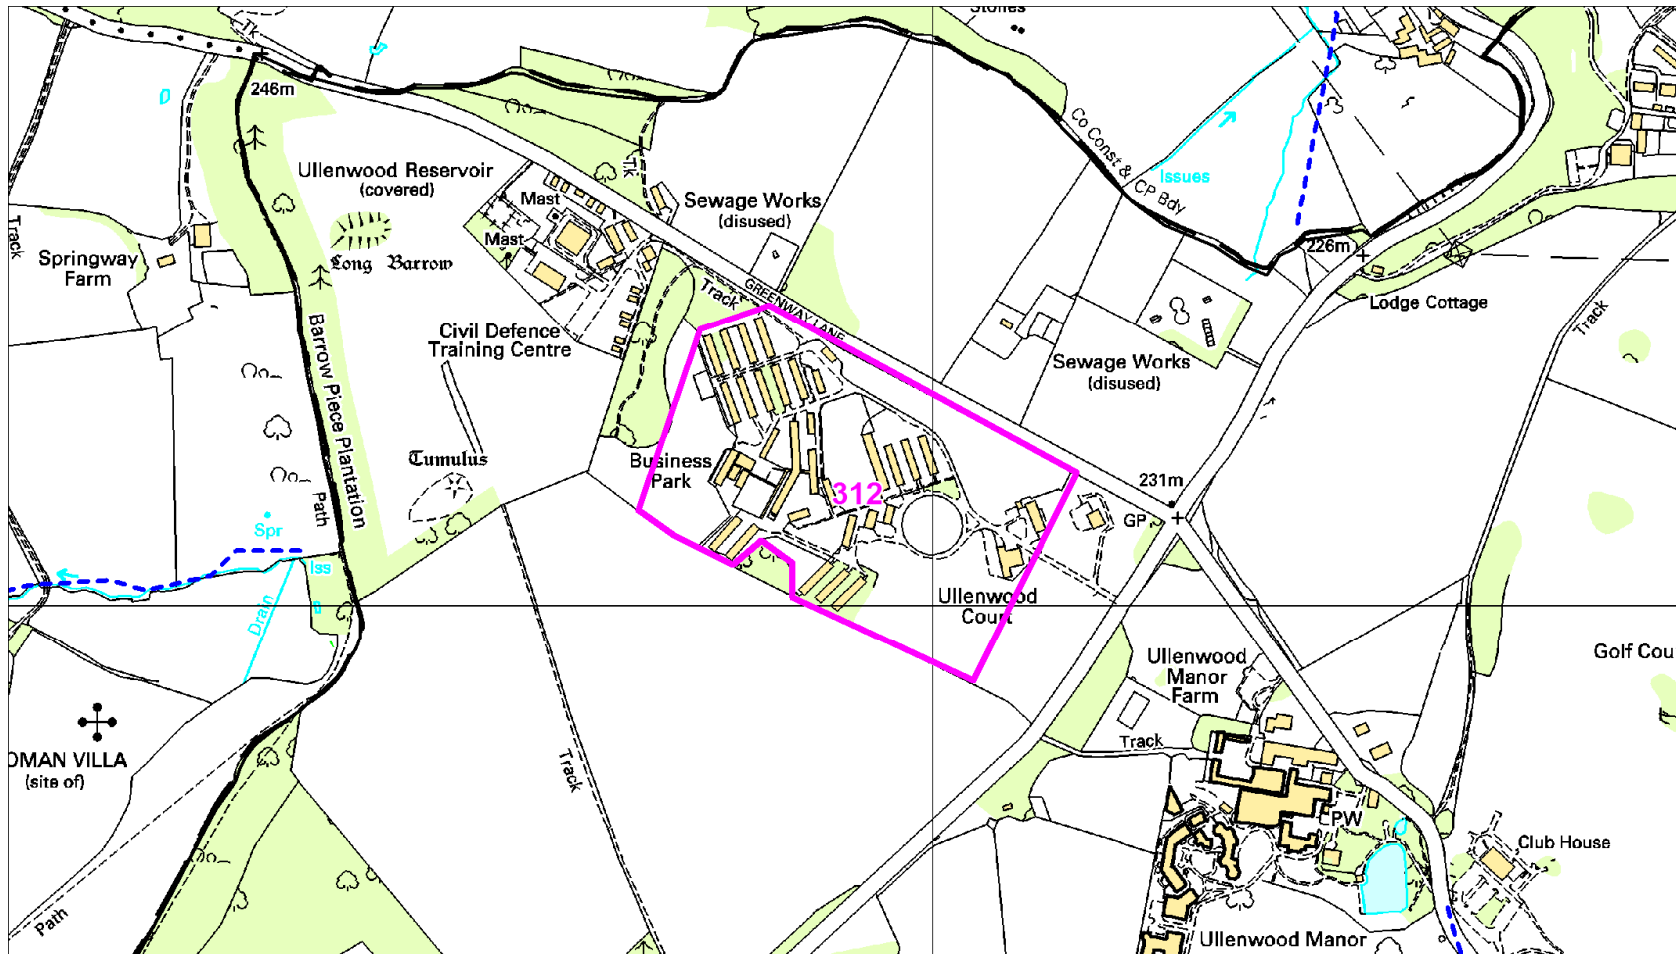 Stones
Tk
246m
Co Const & CP Bdy
Issues
Ullenwood Reservoir
(covered)
Tk
Mast
Sewage Works
(disused)
Mast
Track
Springway
Farm
Long Barrow
226m
Lodge Cottage
Track
GREENWAY LANE
Track
Civil Defence
Training Centre
Barrow Piece Plantation
Sewage Works
(disused)
Tumulus
Business
Park
312
231m
GP
Path
Spr
Iss
Drain
Ullenwood
Court
Ullenwood
Manor
Farm
Golf Cou
Track
OMAN VILLA
(site of)
Track
PW
Club House
Path
Ullenwood Manor